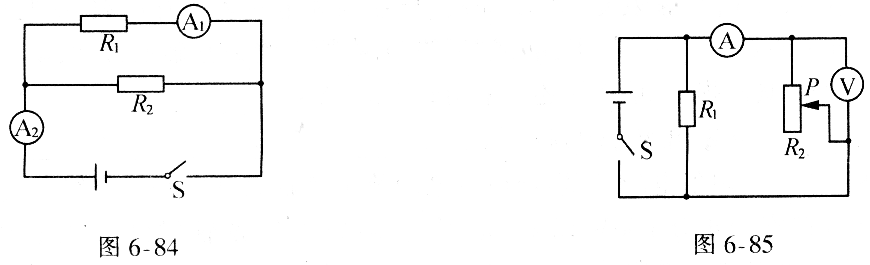 A₁
R₁
R₂
A₂
S
图 6-84
A
P
V
R₁
S
R₂
图 6-85